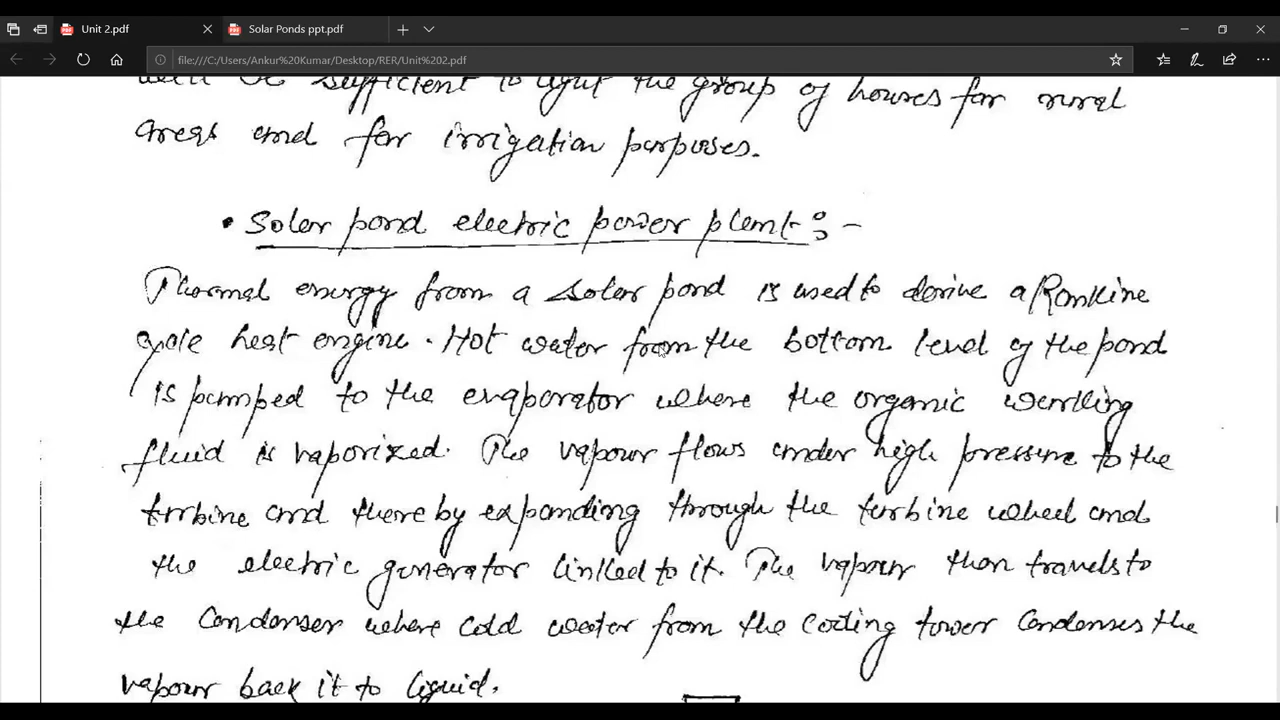 Unit 2.pdf
Solar Ponds ppt.pdf
file:///C:/Users/Ankur%20Kumar/Desktop/RER/Unit%202.pdf
will be sufficient to light the group of houses for rural
areas and for irrigation purposes.
• Solar pond electric power plant :-
Thermal energy from a solar pond is used to derive a Rankine
cycle heat engine. Hot water from the bottom level of the pond
is pumped to the evaporator where the organic working
fluid is vaporized. The vapour flows under high pressure to the
turbine and thereby expanding through the turbine wheel and
the electric generator linked to it. The vapour then travels to
the condenser where cold water from the cooling tower condenses the
vapour back it to liquid.